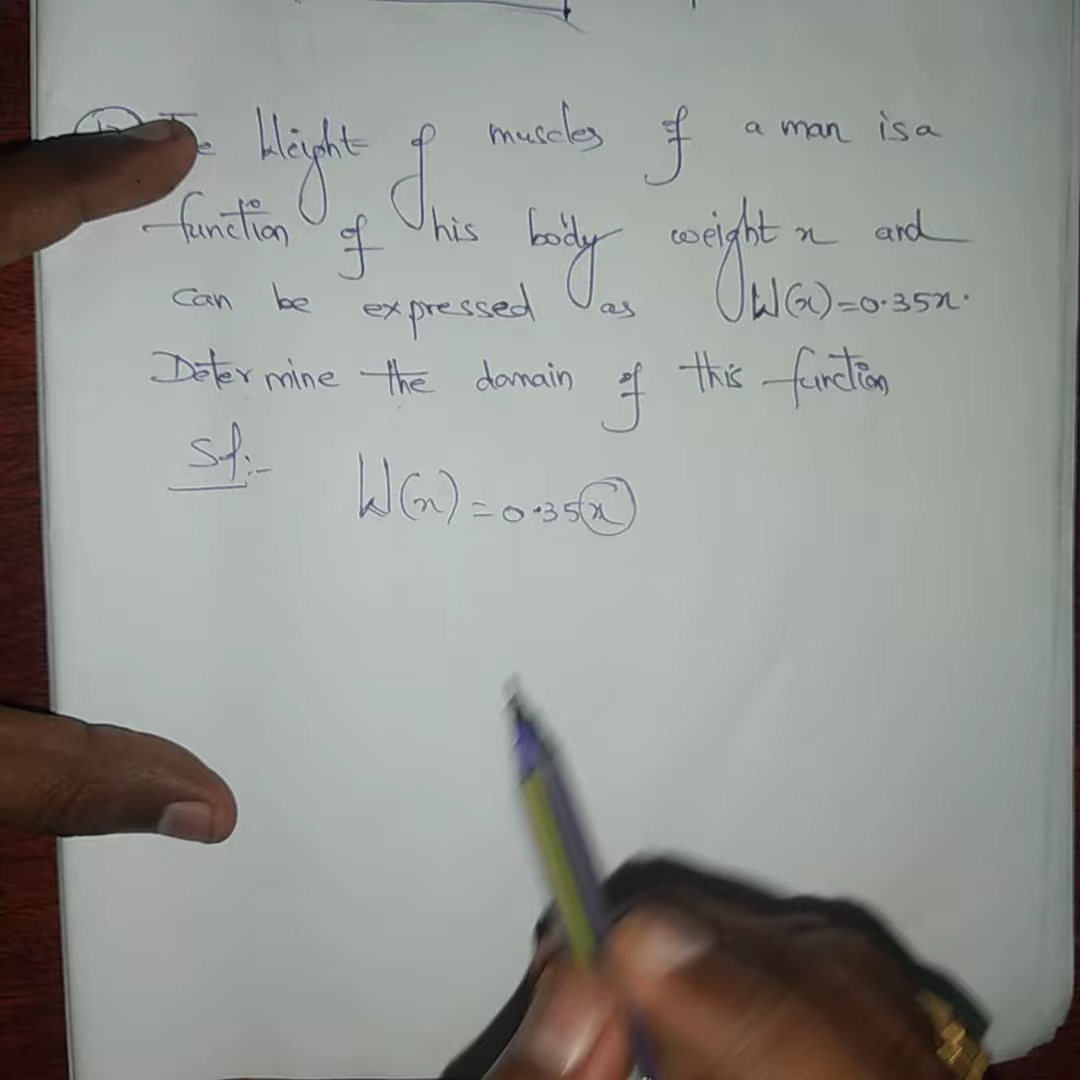 Weight of muscles of a man is a
function of his body weight x and
can be expressed as W(x)=0.35x.
Determine the domain of this function
Sol:-
W(x)=0.35x